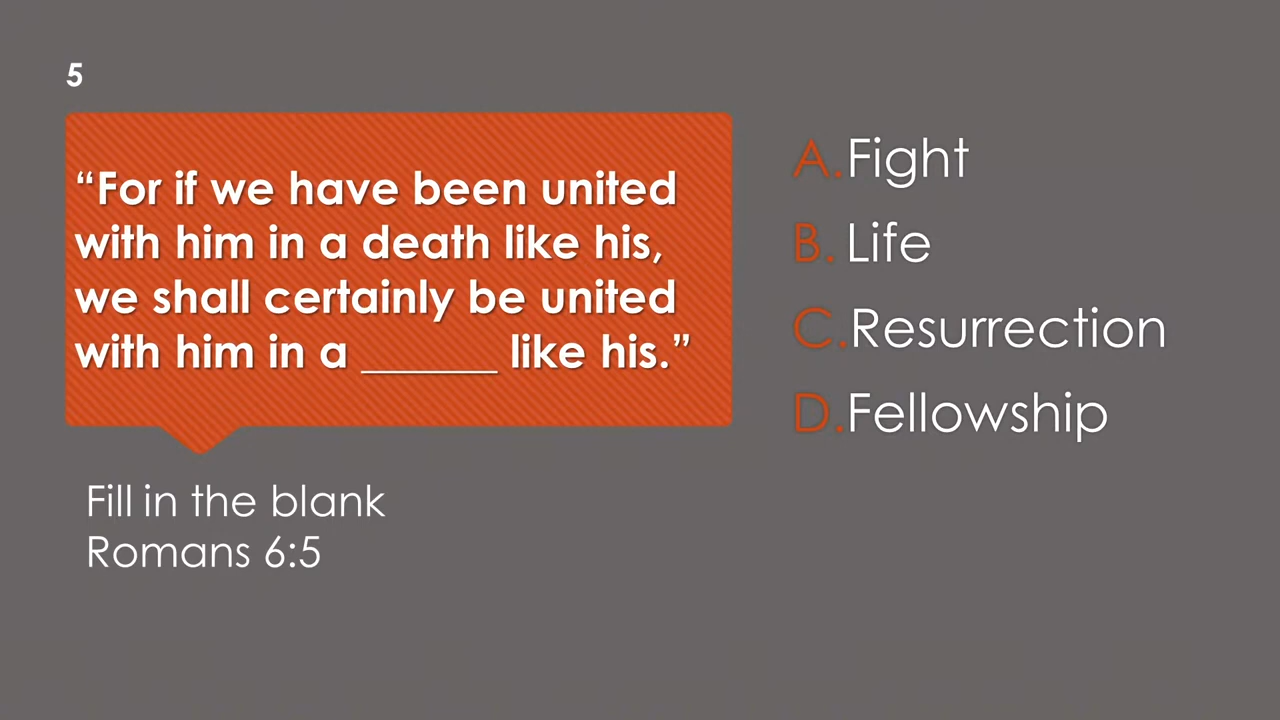 5
“For if we have been united
with him in a death like his,
we shall certainly be united
with him in a ______ like his.”
Fill in the blank
Romans 6:5
A.Fight
B. Life
C.Resurrection
D.Fellowship